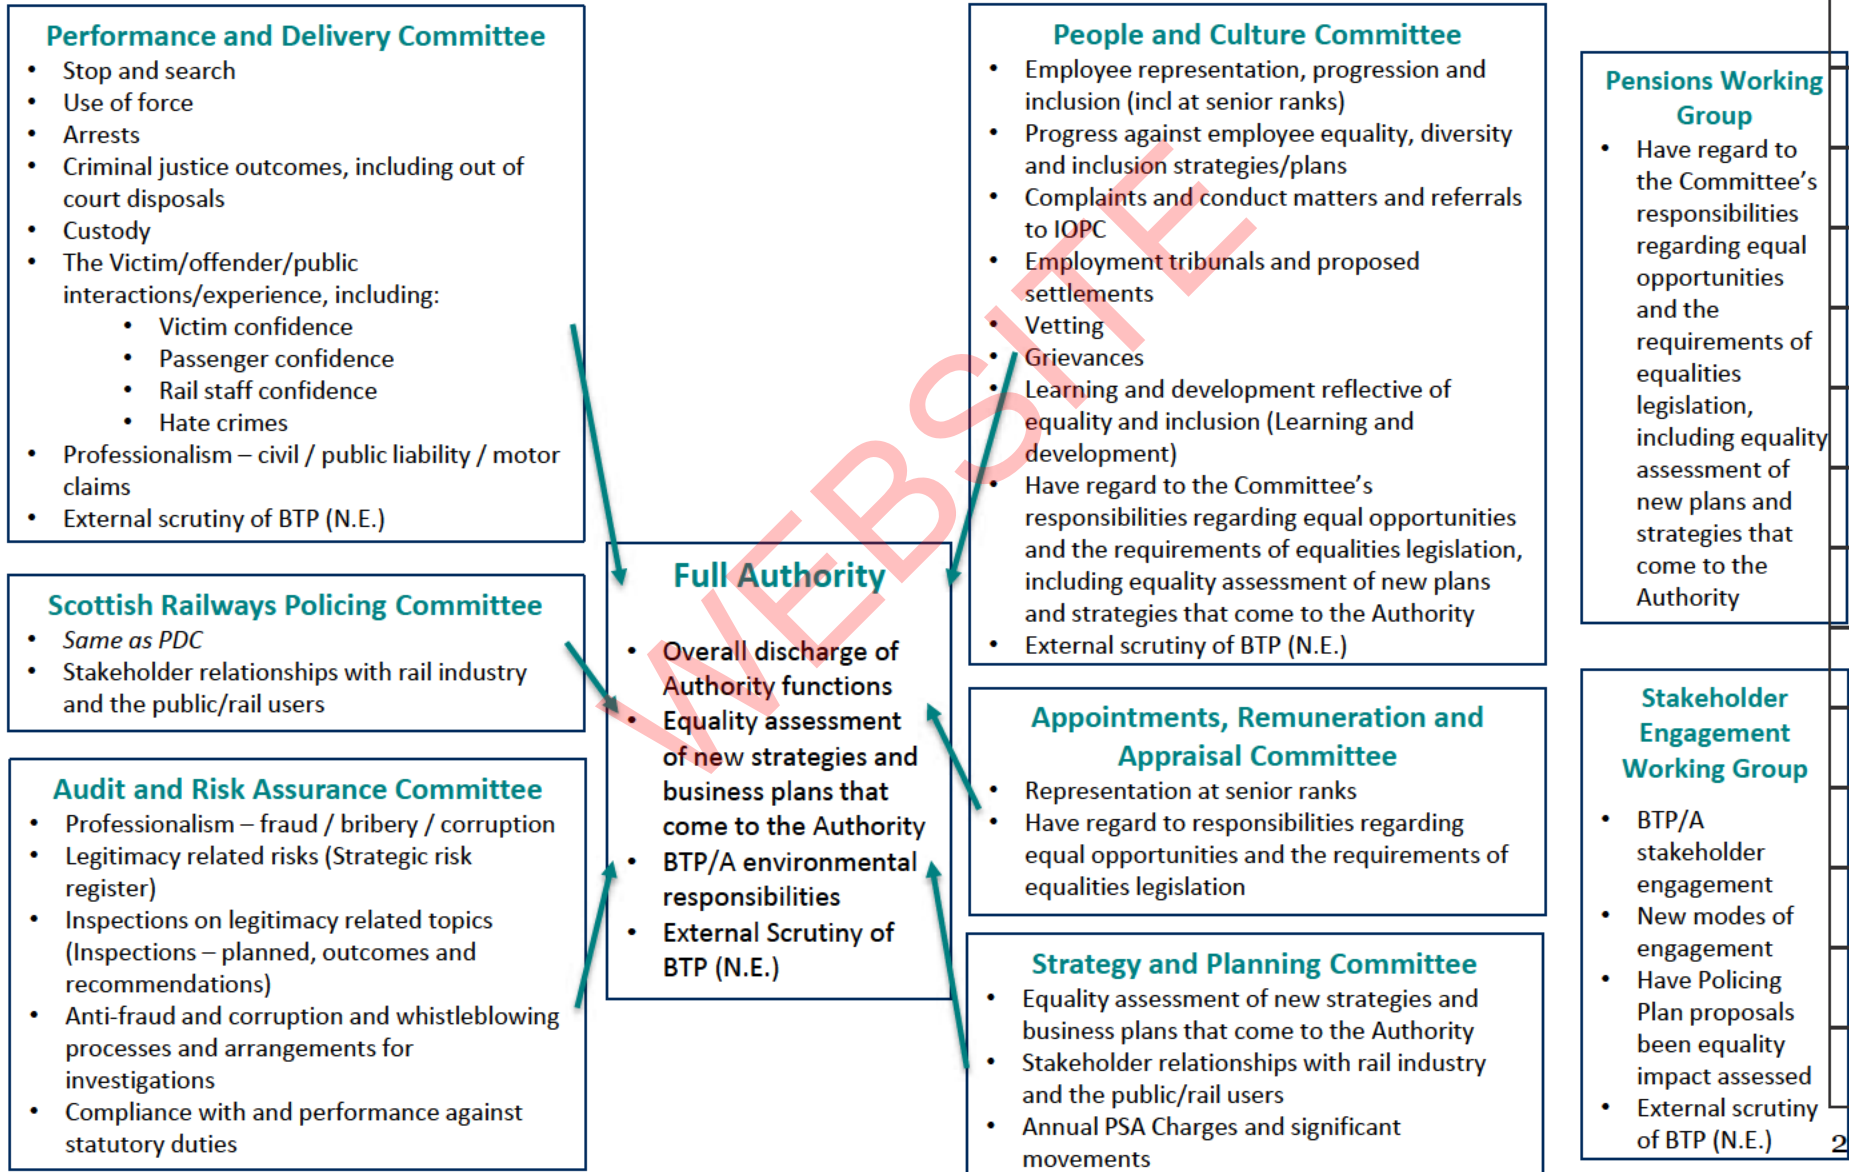 Performance and Delivery Committee
• Stop and search
• Use of force
• Arrests
• Criminal justice outcomes, including out of
court disposals
• Custody
• The Victim/offender/public
interactions/experience, including:
• Victim confidence
• Passenger confidence
• Rail staff confidence
• Hate crimes
• Professionalism – civil / public liability / motor
claims
• External scrutiny of BTP (N.E.)
Scottish Railways Policing Committee
• Same as PDC
• Stakeholder relationships with rail industry
and the public/rail users
Audit and Risk Assurance Committee
• Professionalism – fraud / bribery / corruption
• Legitimacy related risks (Strategic risk
register)
• Inspections on legitimacy related topics
(Inspections – planned, outcomes and
recommendations)
• Anti-fraud and corruption and whistleblowing
processes and arrangements for
investigations
• Compliance with and performance against
statutory duties
Full Authority
• Overall discharge of
Authority functions
• Equality assessment
of new strategies and
business plans that
come to the Authority
• BTP/A environmental
responsibilities
• External Scrutiny of
BTP (N.E.)
People and Culture Committee
• Employee representation, progression and
inclusion (incl at senior ranks)
• Progress against employee equality, diversity
and inclusion strategies/plans
• Complaints and conduct matters and referrals
to IOPC
• Employment tribunals and proposed
settlements
• Vetting
• Grievances
• Learning and development reflective of
equality and inclusion (Learning and
development)
• Have regard to the Committee’s
responsibilities regarding equal opportunities
and the requirements of equalities legislation,
including equality assessment of new plans
and strategies that come to the Authority
• External scrutiny of BTP (N.E.)
Appointments, Remuneration and
Appraisal Committee
• Representation at senior ranks
• Have regard to responsibilities regarding
equal opportunities and the requirements of
equalities legislation
Strategy and Planning Committee
• Equality assessment of new strategies and
business plans that come to the Authority
• Stakeholder relationships with rail industry
and the public/rail users
• Annual PSA Charges and significant
movements
Pensions Working
Group
• Have regard to
the Committee’s
responsibilities
regarding equal
opportunities
and the
requirements of
equalities
legislation,
including equality
assessment of
new plans and
strategies that
come to the
Authority
Stakeholder
Engagement
Working Group
• BTP/A
stakeholder
engagement
• New modes of
engagement
• Have Policing
Plan proposals
been equality
impact assessed
• External scrutiny
of BTP (N.E.)
2
WEBSITE